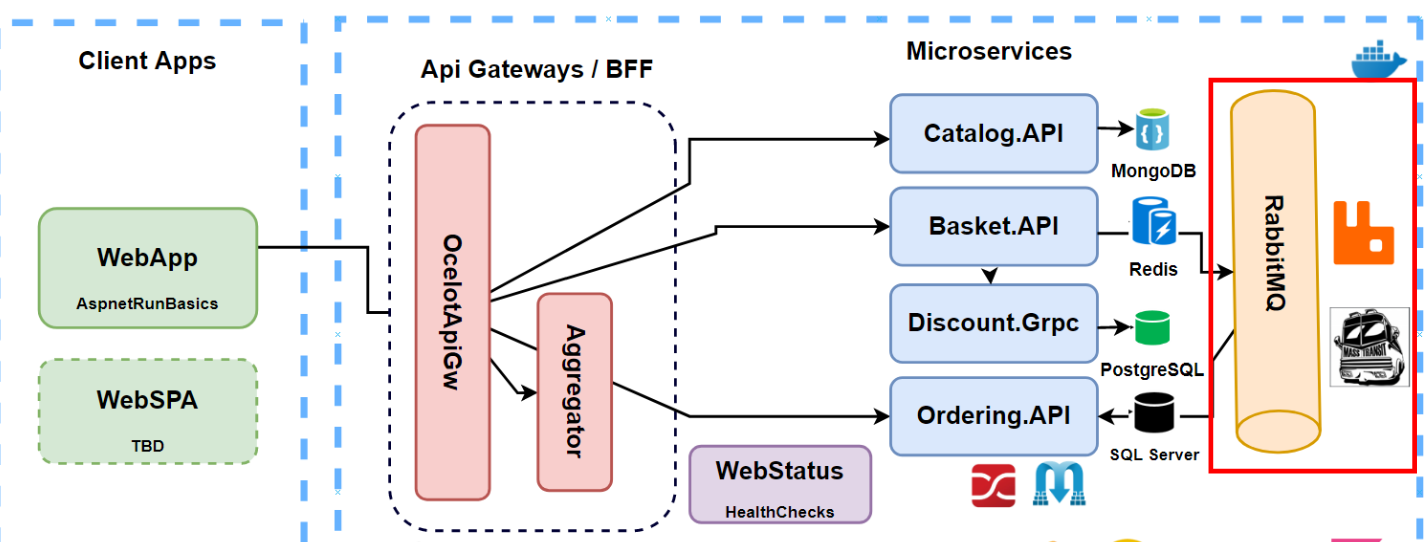 Client Apps
Api Gateways / BFF
Microservices
WebApp
AspnetRunBasics
WebSPA
TBD
OcelotApiGw
Aggregator
WebStatus
HealthChecks
Catalog.API
MongoDB
Basket.API
Redis
Discount.Grpc
PostgreSQL
Ordering.API
SQL Server
RabbitMQ
MASS TRANSIT